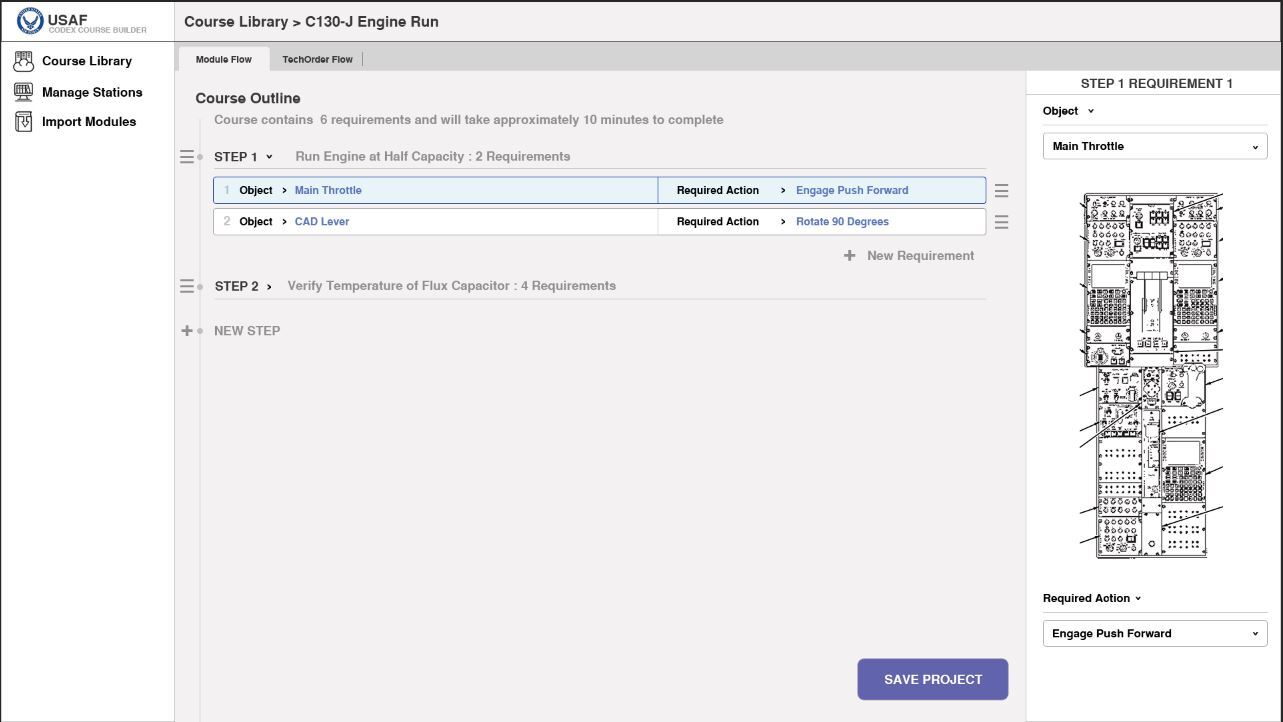 USAF
CODEX COURSE BUILDER
Course Library > C130-J Engine Run
Course Library
Manage Stations
Import Modules
Module Flow
TechOrder Flow
Course Outline
Course contains 6 requirements and will take approximately 10 minutes to complete
STEP 1 Run Engine at Half Capacity : 2 Requirements
1 Object > Main Throttle Required Action > Engage Push Forward
2 Object > CAD Lever Required Action > Rotate 90 Degrees
+ New Requirement
STEP 2 > Verify Temperature of Flux Capacitor : 4 Requirements
+ NEW STEP
SAVE PROJECT
STEP 1 REQUIREMENT 1
Object
Main Throttle
Required Action
Engage Push Forward